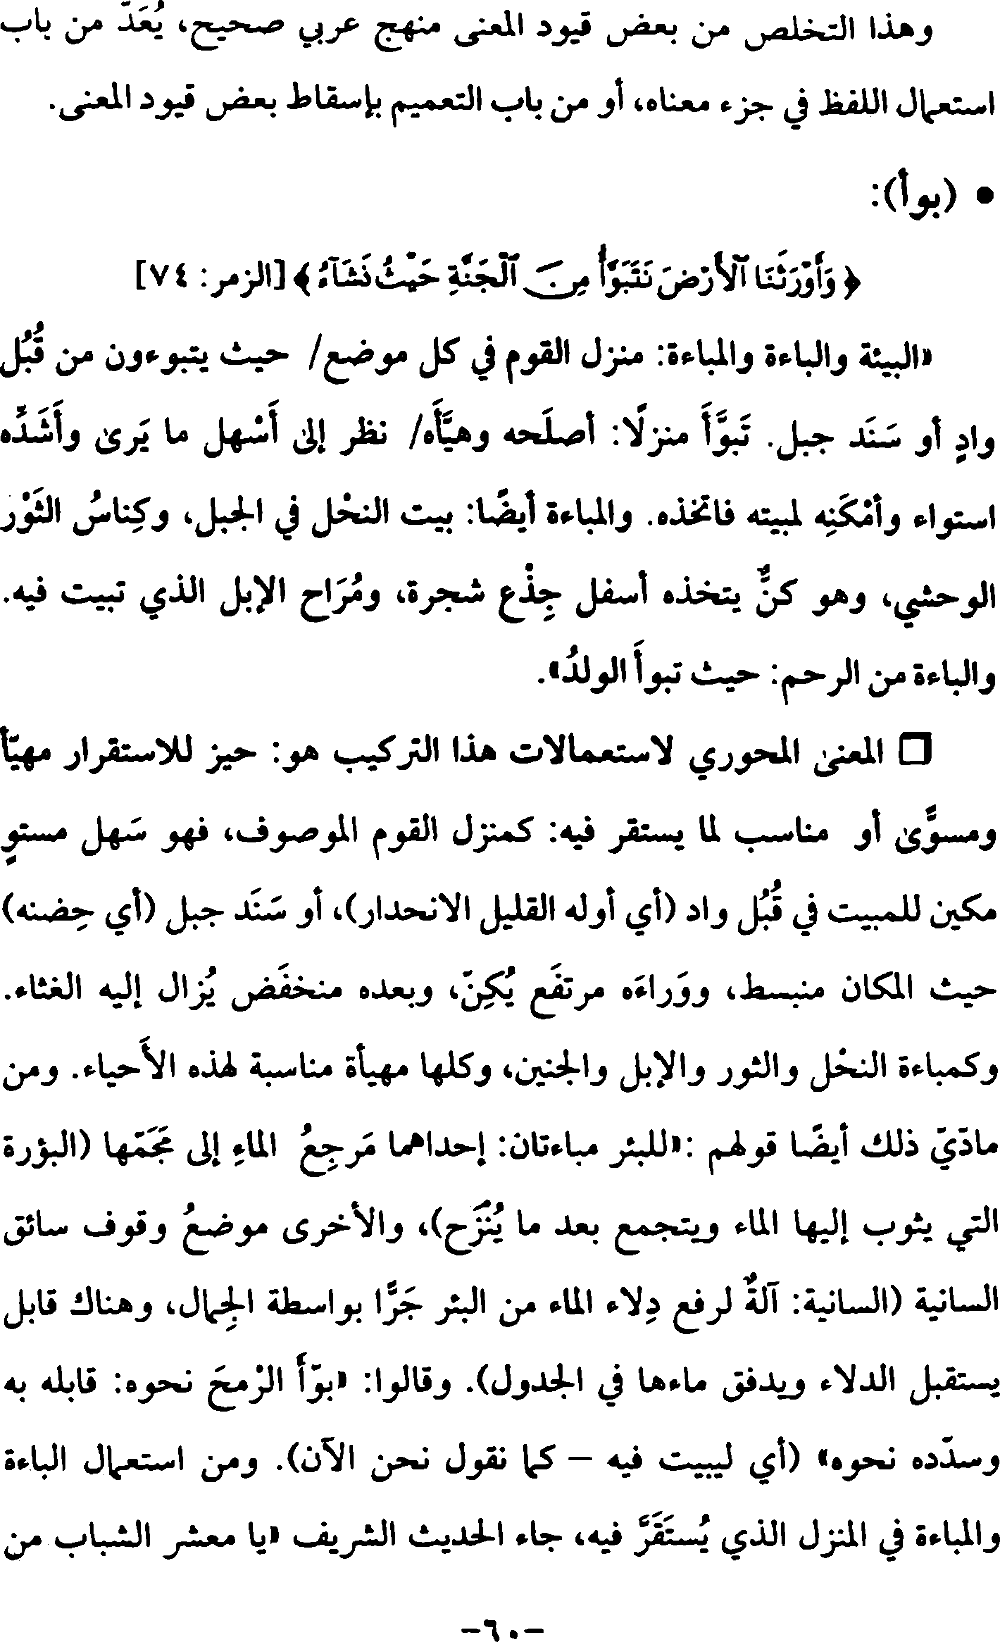 وهذا التخلص من بعض قيود المعنى منهج عربي صحيح، يُعَدّ من باب
استعمال اللفظ في جزء معناه، أو من باب التعميم بإسقاط بعض قيود المعنى.
• (بوأ):
﴿ وَأَوْرَثَنَا ٱلْأَرْضَ نَتَبَوَّأُ مِنَ ٱلْجَنَّةِ حَيْثُ نَشَآءُ ﴾ [الزمر: ٧٤]
«البيئة والباءة والمباءة: منزل القوم في كل موضع/ حيث يتبوءون من قُبُل
وادٍ أو سَنَد جبل. تَبوَّأَ منزلًا: أصلَحه وهيَّأَه/ نظر إلى أَسْهل ما يَرى وأَشَدِّه
استواء وأمْكَنِه لمبيته فاتخذه. والمباءة أيضًا: بيت النحْل في الجبل، وكِناسُ الثَوْر
الوحشي، وهو كنٌّ يتخذه أسفل جِذْع شجرة، ومُرَاح الإبل الذي تبيت فيه.
والباءة من الرحم: حيث تبوأَ الولدُ».
□ المعنى المحوري لاستعمالات هذا التركيب هو: حيز للاستقرار مهيّأ
ومسوًّى أو مناسب لما يستقر فيه: كمنزل القوم الموصوف، فهو سَهل مستوٍ
مكين للمبيت في قُبُل واد (أي أوله القليل الانحدار)، أو سَنَد جبل (أي حِضنه)
حيث المكان منبسط، ووَراءَه مرتفَع يُكِنّ، وبعده منخفَض يُزال إليه الغثاء.
وكمباءة النحْل والثور والإبل والجنين، وكلها مهيأة مناسبة لهذه الأَحياء. ومن
مادّيّ ذلك أيضًا قولهم :«للبئر مباءتان: إحداهما مَرجِعُ الماءِ إلى مَجَمّها (البؤرة
التي يثوب إليها الماء ويتجمع بعد ما يُنْزَح)، والأخرى موضعُ وقوف سائق
السانية (السانية: آلةٌ لرفع دِلاء الماء من البئر جَرًّا بواسطة الجِمال، وهناك قابل
يستقبل الدلاء ويدفق ماءها في الجدول). وقالوا: «بوّأَ الرْمحَ نحوه: قابله به
وسدّده نحوه» (أي ليبيت فيه – كما نقول نحن الآن). ومن استعمال الباءة
والمباءة في المنزل الذي يُستَقَرَّ فيه، جاء الحديث الشريف «يا معشر الشباب من
-٦٠-